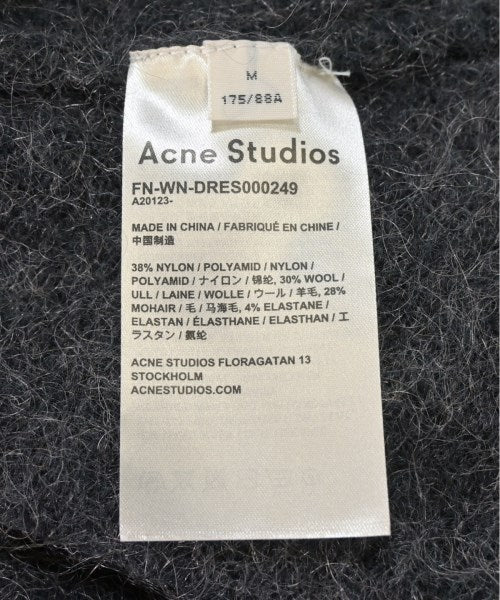 M
175/88A
Acne Studios
FN-WN-DRES000249
A20123-
MADE IN CHINA / FABRIQUÉ EN CHINE /
中国制造
38% NYLON / POLYAMID / NYLON /
POLYAMID / ナイロン / 锦纶, 30% WOOL /
ULL / LAINE / WOLLE / ウール / 羊毛, 28%
MOHAIR / 毛 / 马海毛, 4% ELASTANE /
ELASTAN / ÉLASTHANE / ELASTHAN / エ
ラスタン / 氨纶
ACNE STUDIOS FLORAGATAN 13
STOCKHOLM
ACNESTUDIOS.COM